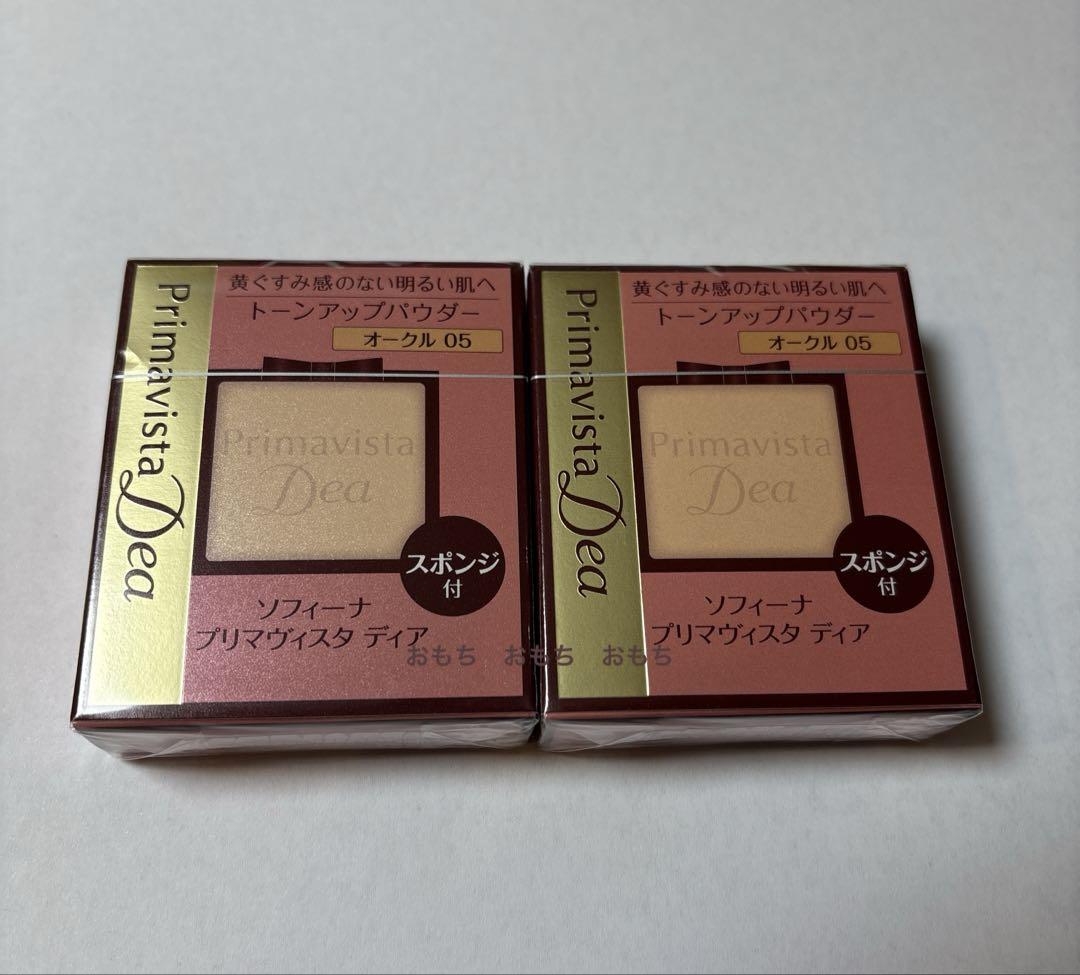 Primavista Dea
黄ぐすみ感のない明るい肌へ
トーンアップパウダー
オークル 05
Primavista
Dea
スポンジ
付
ソフィーナ
プリマヴィスタ ディア
Primavista Dea
黄ぐすみ感のない明るい肌へ
トーンアップパウダー
オークル 05
Primavista
Dea
スポンジ
付
ソフィーナ
プリマヴィスタ ディア
おもち おもち おもち